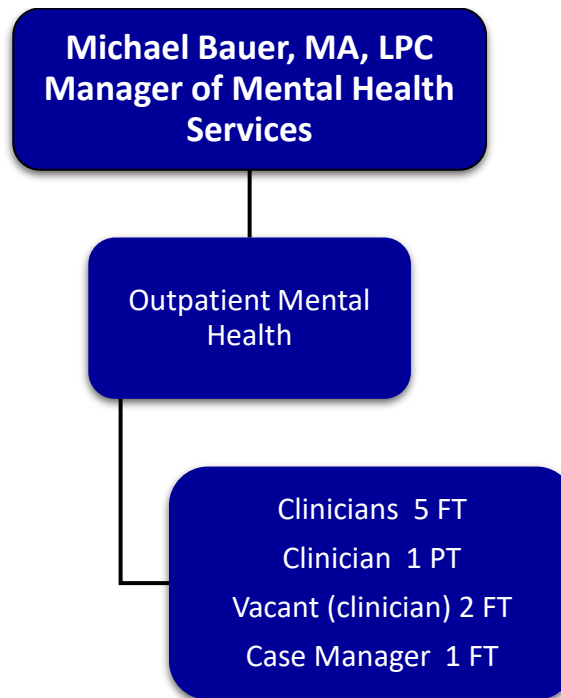 Michael Bauer, MA, LPC
Manager of Mental Health
Services
Outpatient Mental
Health
Clinicians 5 FT
Clinician 1 PT
Vacant (clinician) 2 FT
Case Manager 1 FT